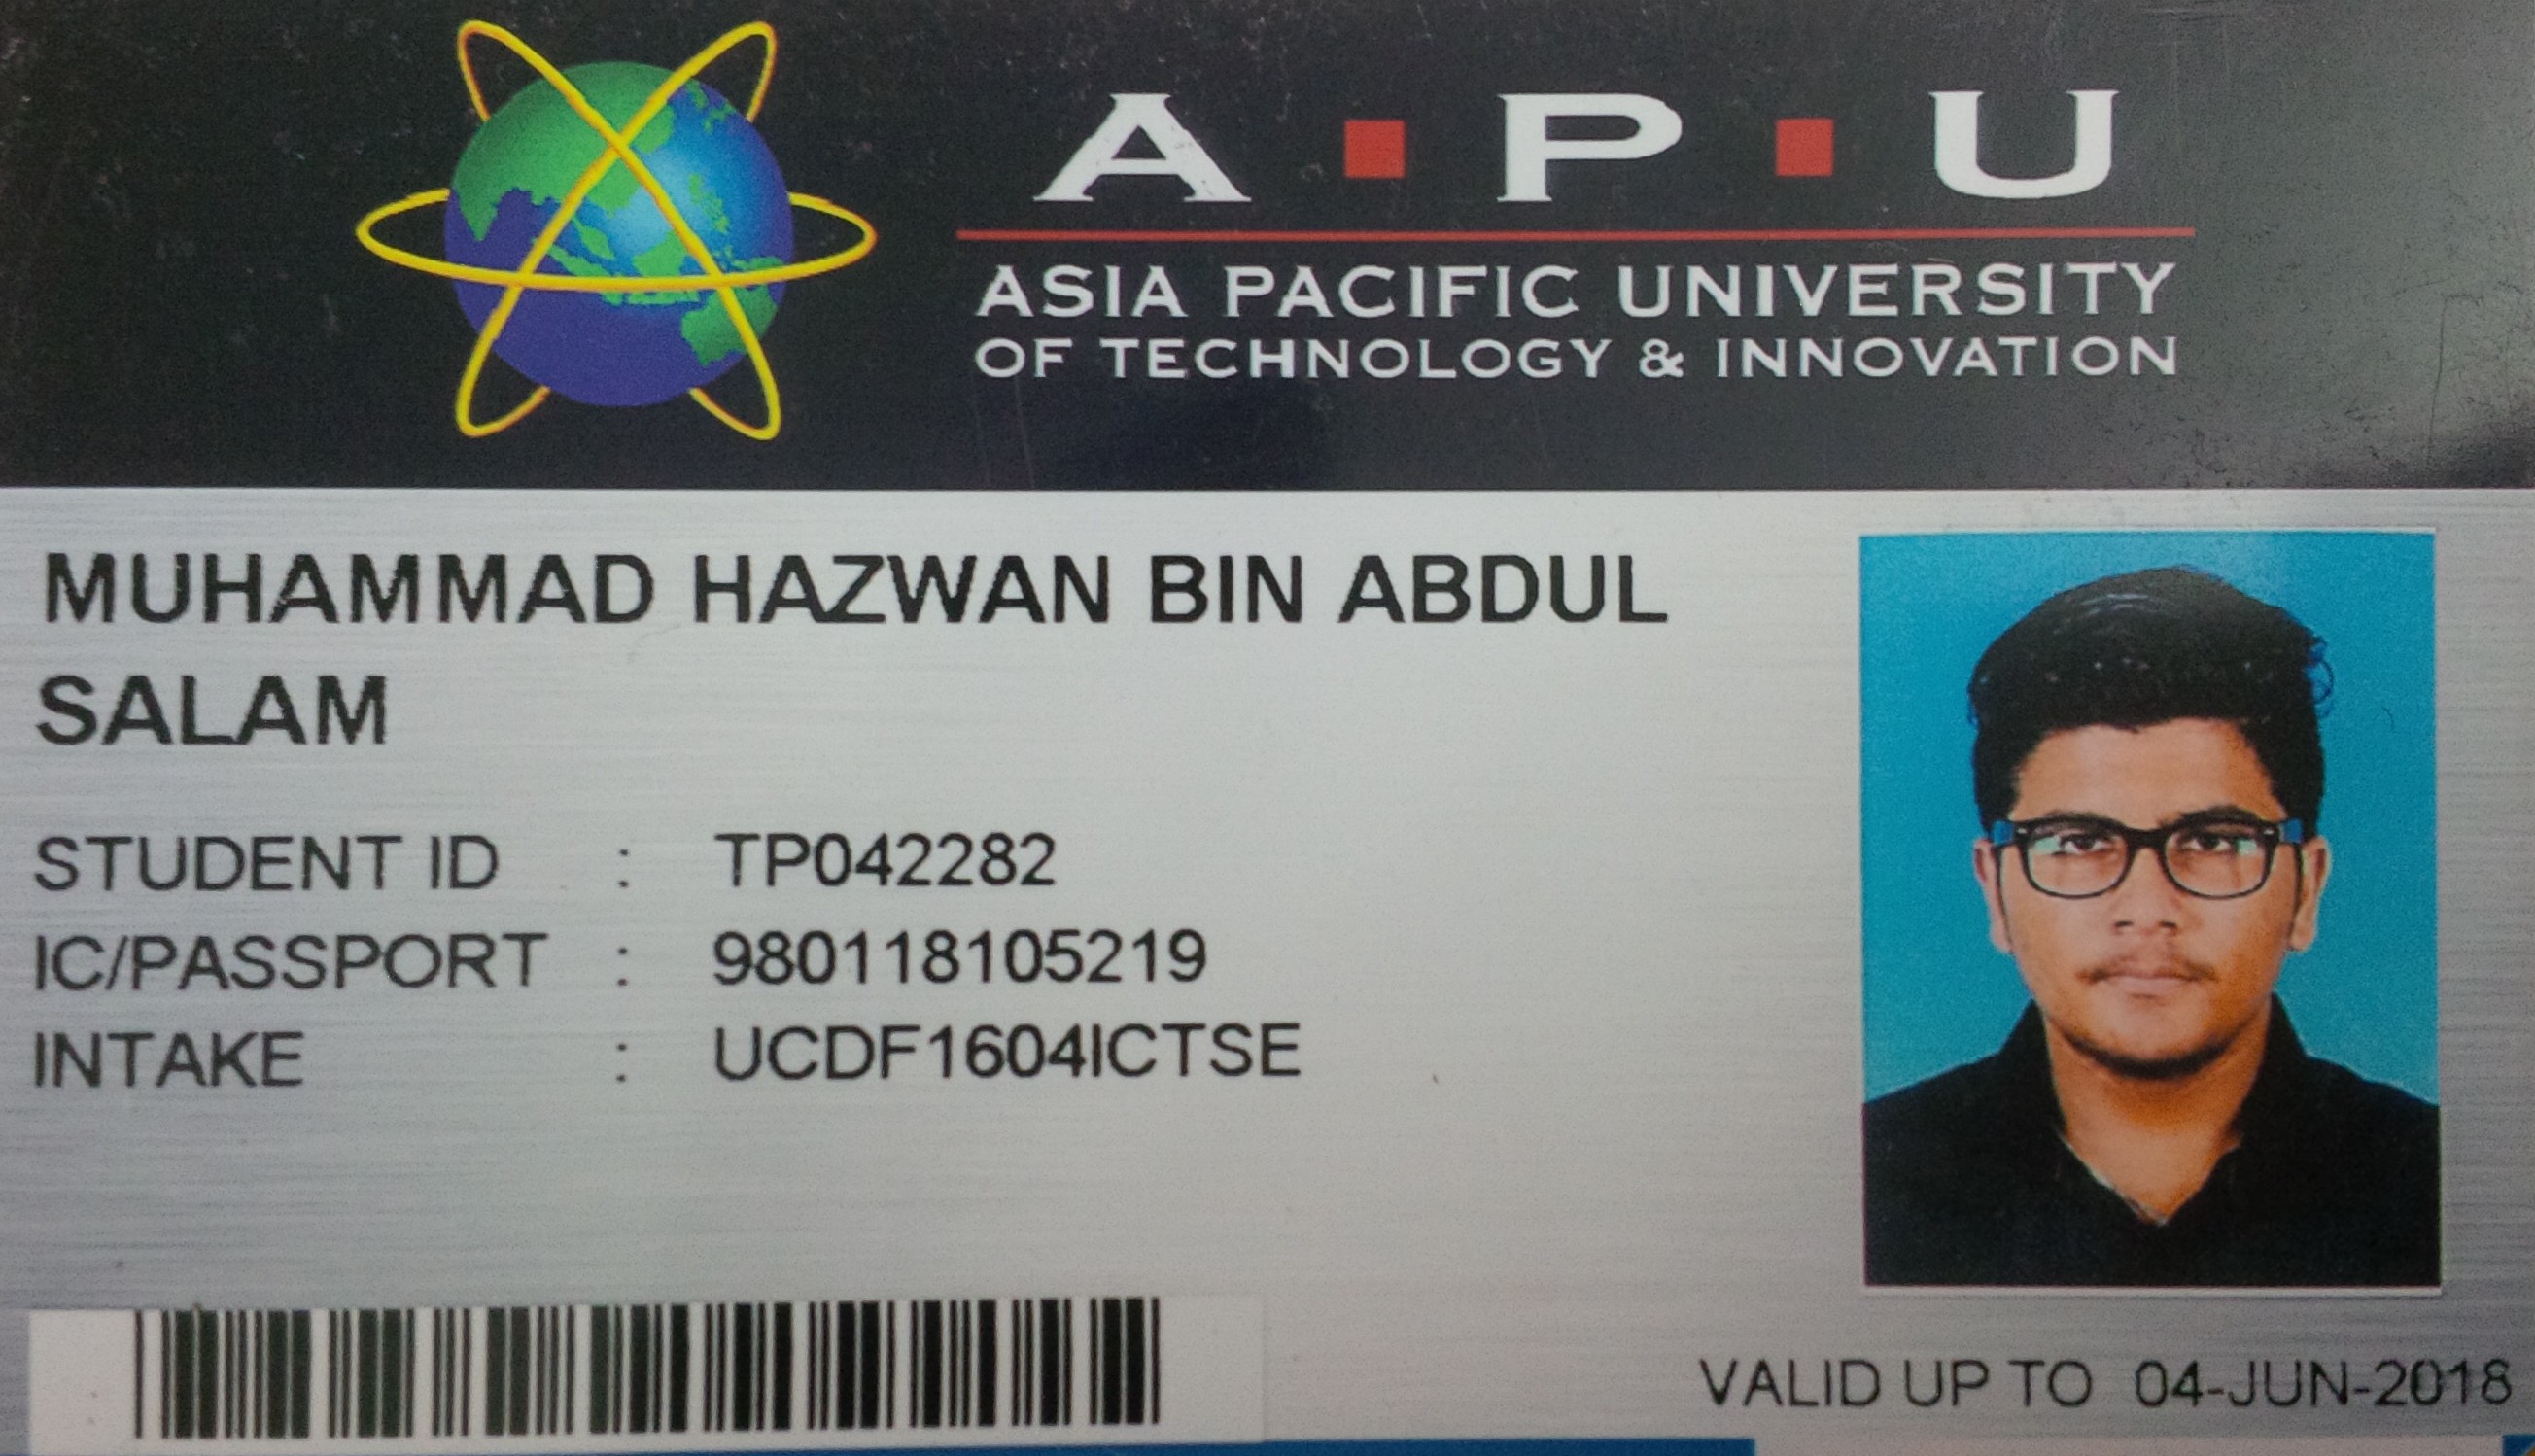 A·P·U
ASIA PACIFIC UNIVERSITY
OF TECHNOLOGY & INNOVATION
MUHAMMAD HAZWAN BIN ABDUL
SALAM
STUDENT ID : TP042282
IC/PASSPORT : 980118105219
INTAKE : UCDF1604ICTSE
VALID UP TO 04-JUN-2018